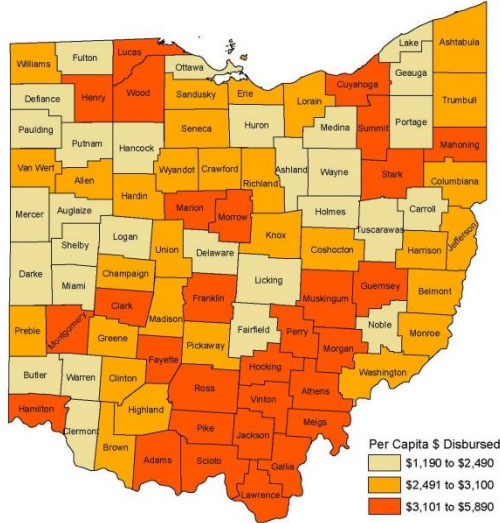 Williams
Fulton
Lucas
Ottawa
Lake
Ashtabula
Geauga
Defiance
Henry
Wood
Sandusky
Erie
Lorain
Cuyahoga
Trumbull
Paulding
Putnam
Hancock
Seneca
Huron
Medina
Summit
Portage
Mahoning
Van Wert
Allen
Wyandot
Crawford
Richland
Ashland
Wayne
Stark
Columbiana
Mercer
Auglaize
Hardin
Marion
Morrow
Holmes
Tuscarawas
Carroll
Jefferson
Shelby
Logan
Union
Delaware
Knox
Coshocton
Harrison
Darke
Miami
Champaign
Licking
Guernsey
Belmont
Clark
Madison
Franklin
Muskingum
Preble
Montgomery
Greene
Fayette
Pickaway
Fairfield
Perry
Morgan
Noble
Monroe
Butler
Warren
Clinton
Ross
Hocking
Athens
Washington
Hamilton
Clermont
Highland
Vinton
Meigs
Brown
Adams
Pike
Scioto
Jackson
Gallia
Lawrence
Per Capita $ Disbursed
$1,190 to $2,490
$2,491 to $3,100
$3,101 to $5,890